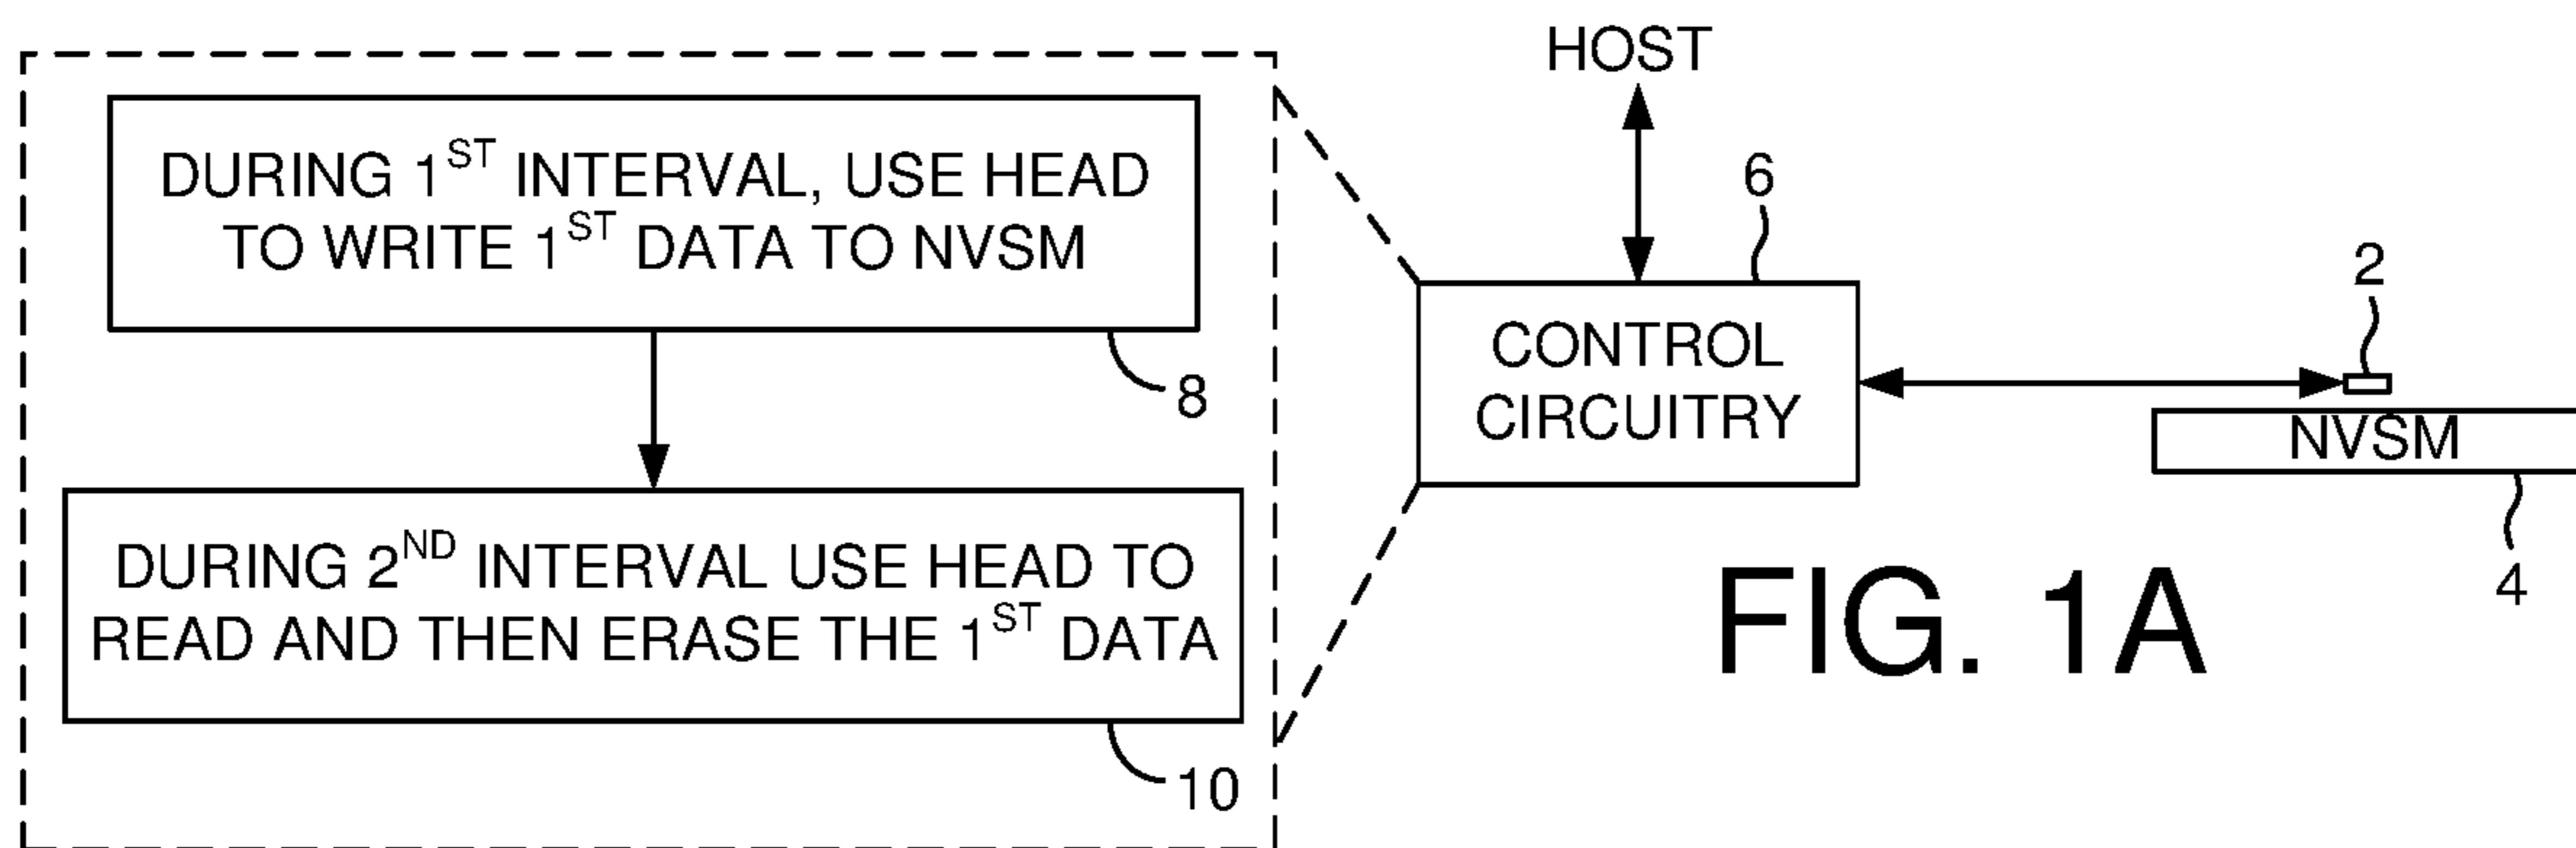 DURING 1ST INTERVAL, USE HEAD
TO WRITE 1ST DATA TO NVSM
8
DURING 2ND INTERVAL USE HEAD TO
READ AND THEN ERASE THE 1ST DATA
10
HOST
6
CONTROL
CIRCUITRY
2
NVSM
4
FIG. 1A